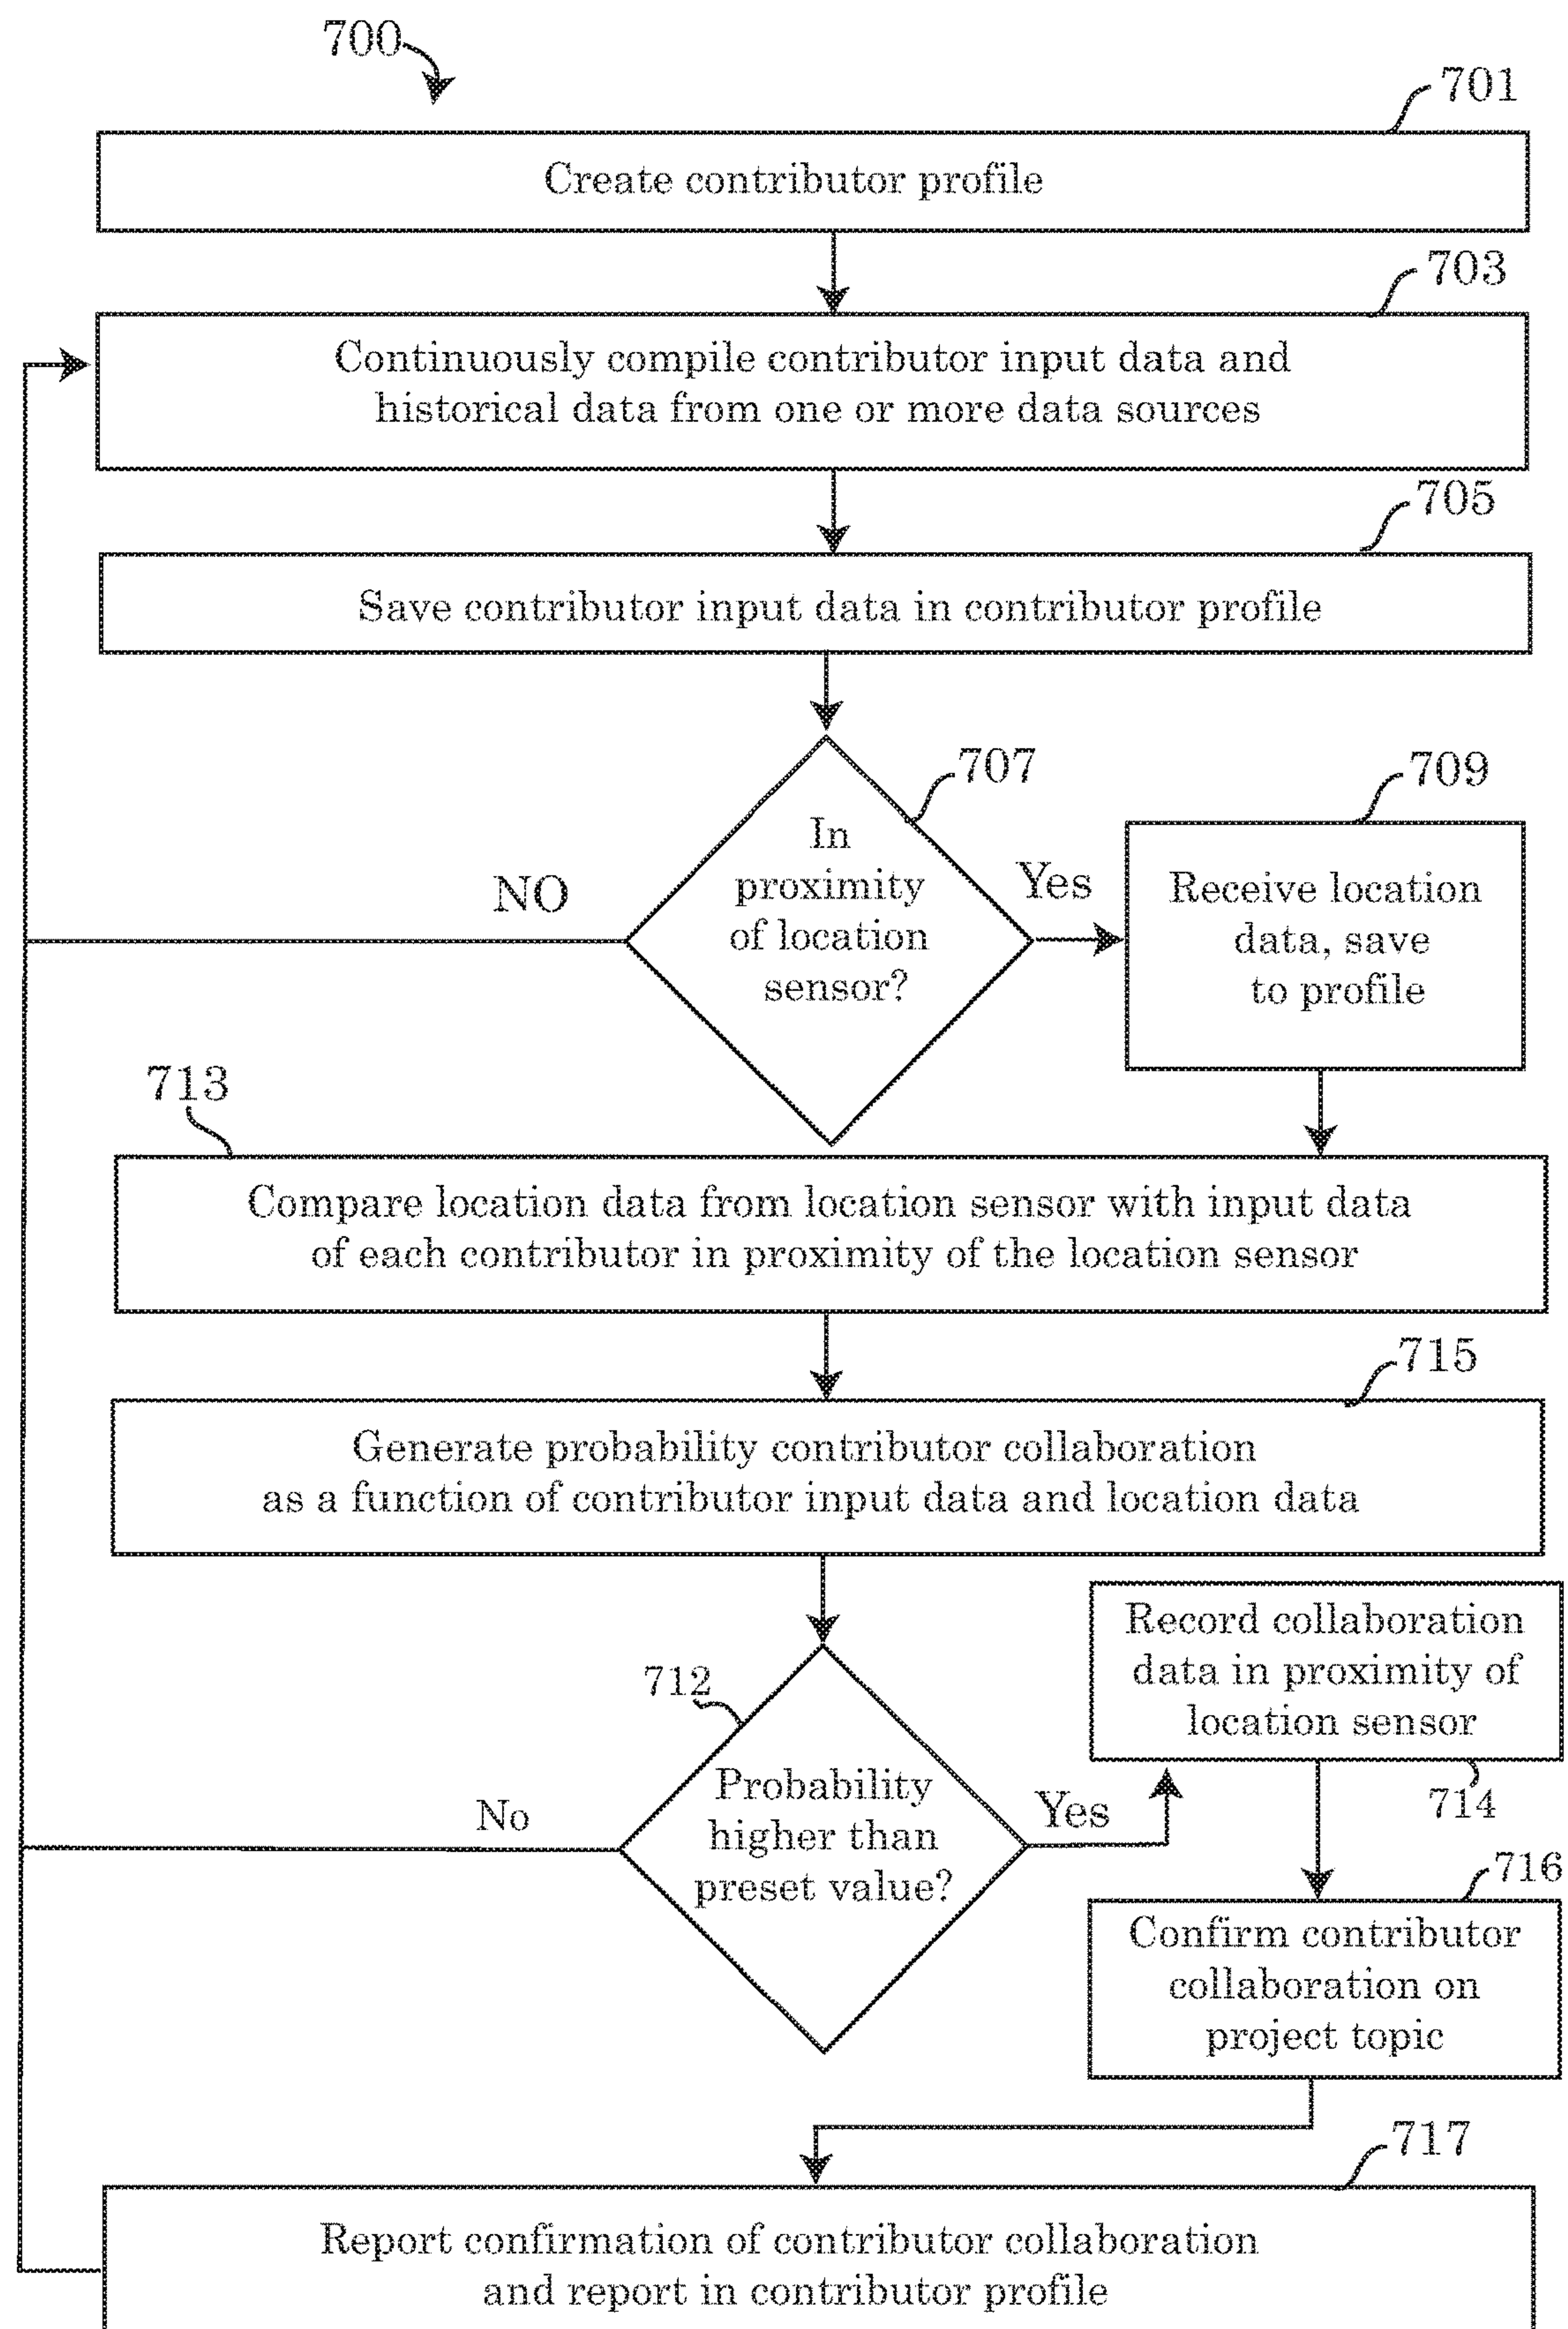 700
701
Create contributor profile
703
Continuously compile contributor input data and
historical data from one or more data sources
705
Save contributor input data in contributor profile
707
In
proximity
of location
sensor?
NO
Yes
709
Receive location
data, save
to profile
713
Compare location data from location sensor with input data
of each contributor in proximity of the location sensor
715
Generate probability contributor collaboration
as a function of contributor input data and location data
712
Probability
higher than
preset value?
No
Yes
Record collaboration
data in proximity of
location sensor
714
716
Confirm contributor
collaboration on
project topic
717
Report confirmation of contributor collaboration
and report in contributor profile